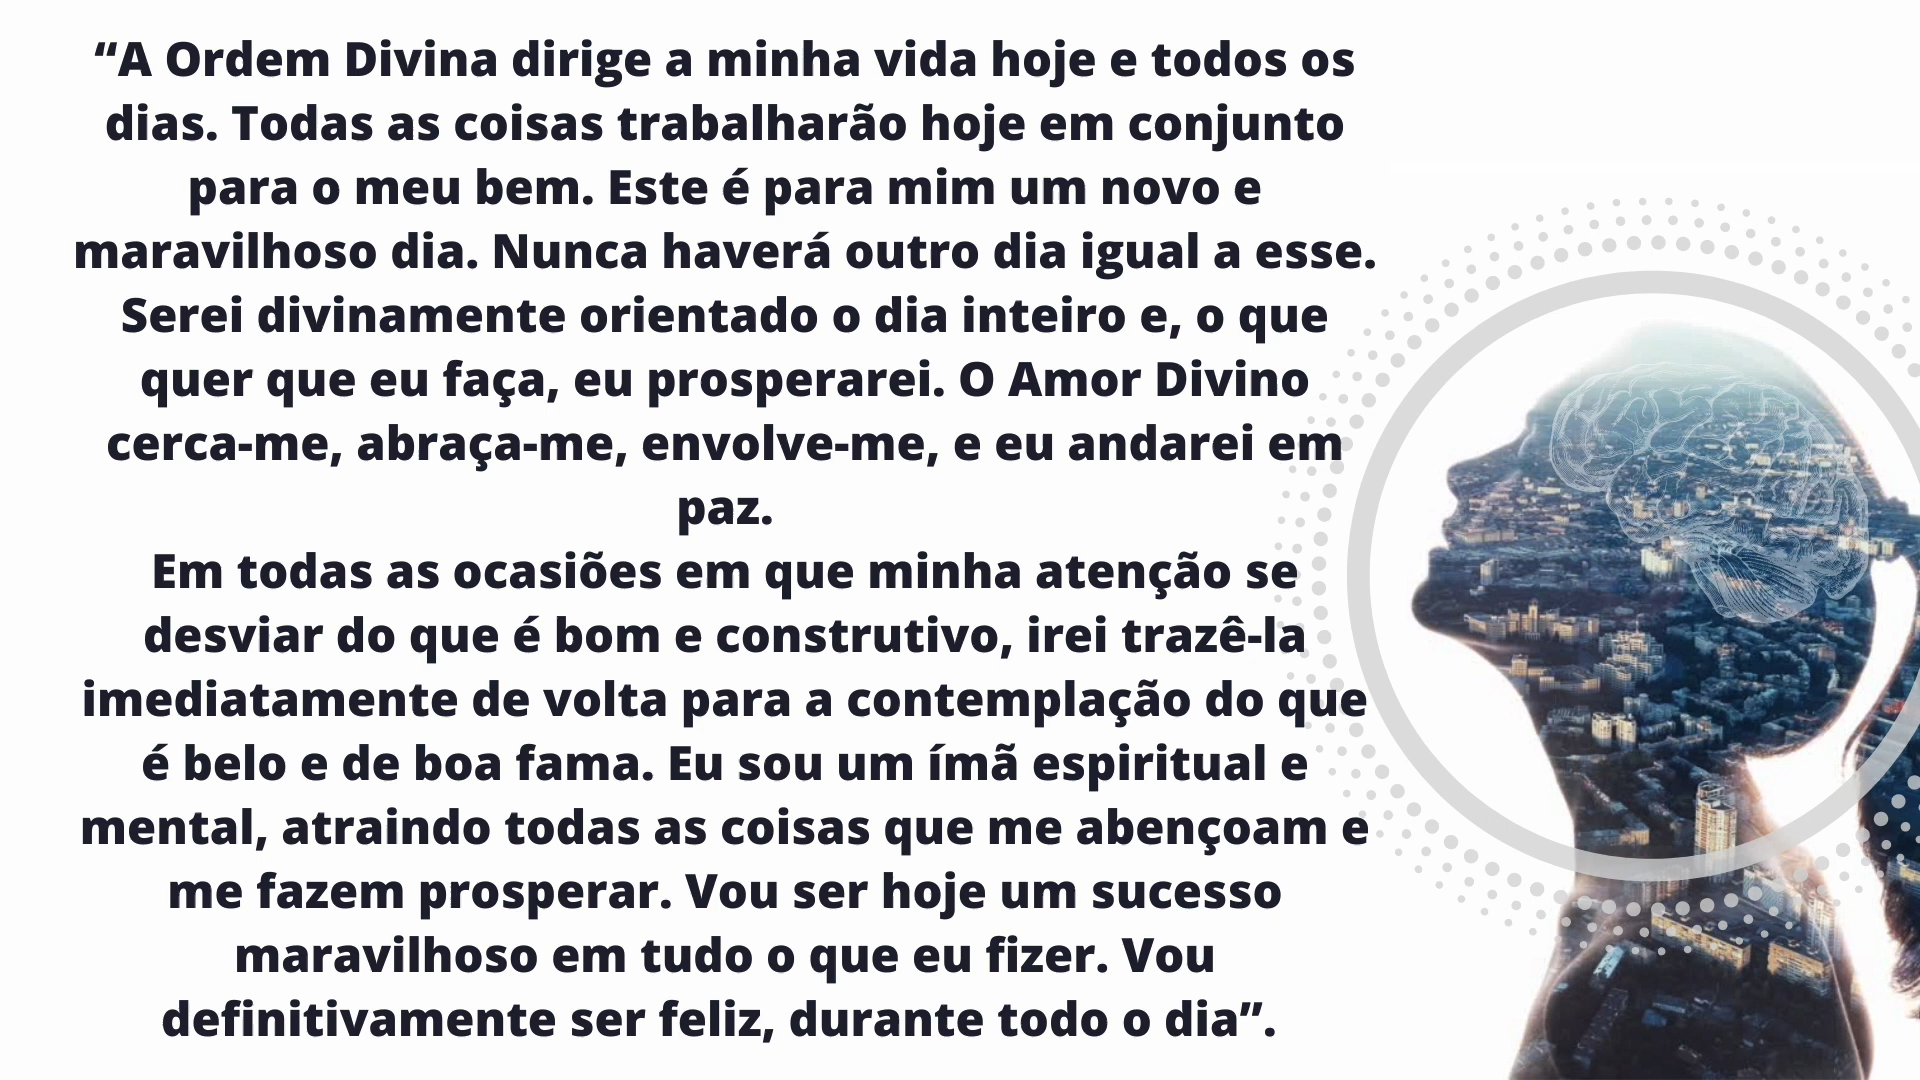 “A Ordem Divina dirige a minha vida hoje e todos os
dias. Todas as coisas trabalharão hoje em conjunto
para o meu bem. Este é para mim um novo e
maravilhoso dia. Nunca haverá outro dia igual a esse.
Serei divinamente orientado o dia inteiro e, o que
quer que eu faça, eu prosperarei. O Amor Divino
cerca-me, abraça-me, envolve-me, e eu andarei em
paz.
Em todas as ocasiões em que minha atenção se
desviar do que é bom e construtivo, irei trazê-la
imediatamente de volta para a contemplação do que
é belo e de boa fama. Eu sou um ímã espiritual e
mental, atraindo todas as coisas que me abençoam e
me fazem prosperar. Vou ser hoje um sucesso
maravilhoso em tudo o que eu fizer. Vou
definitivamente ser feliz, durante todo o dia”.